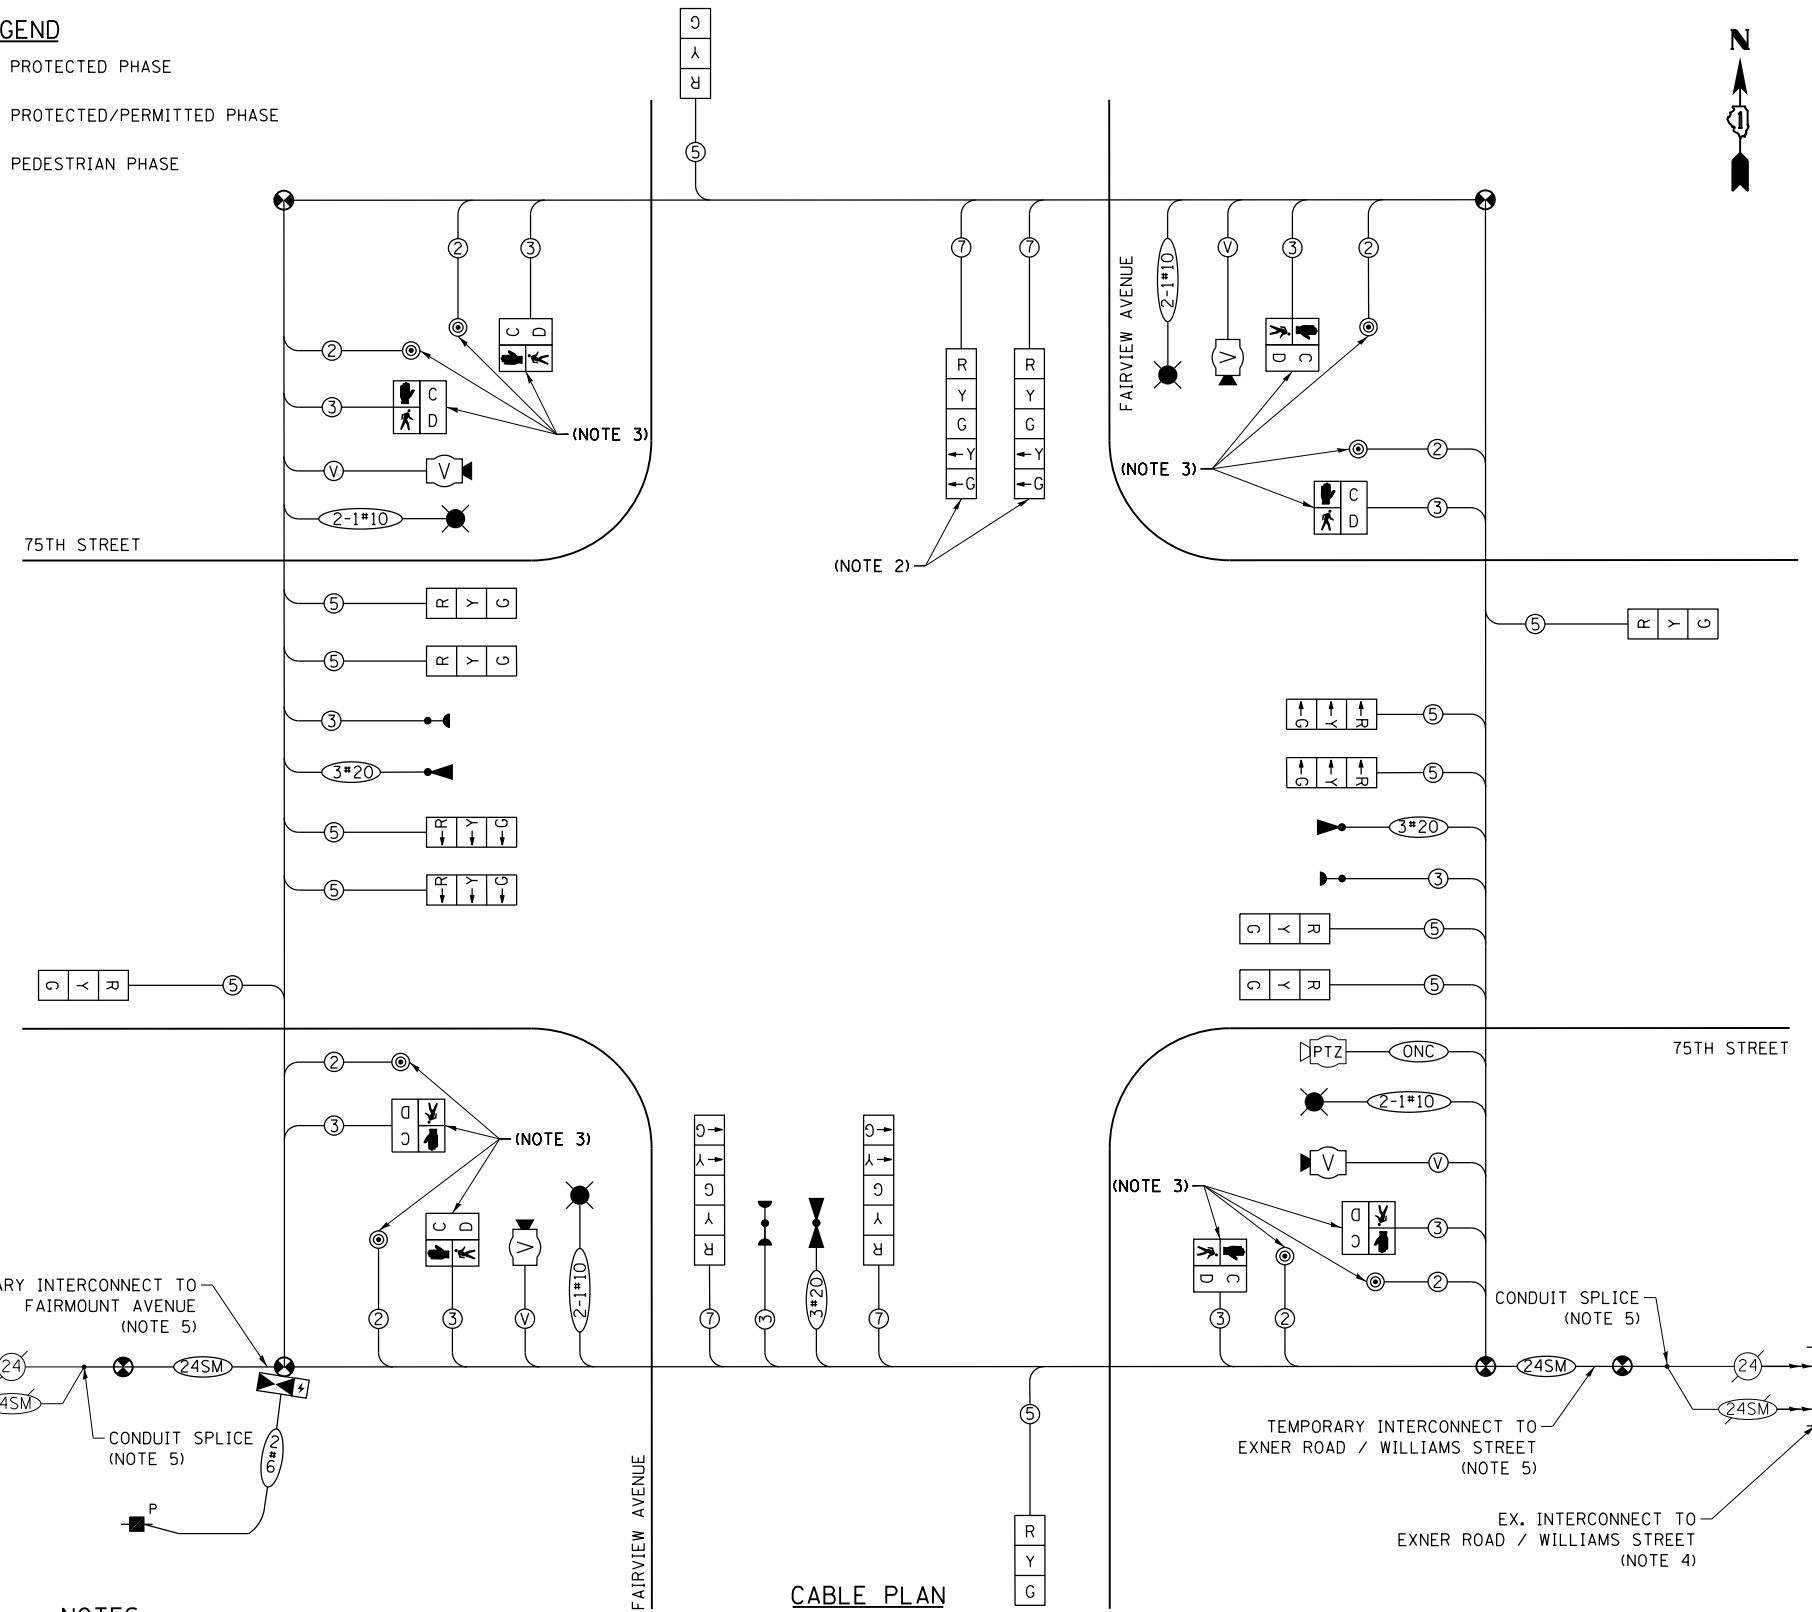 GEND
PROTECTED PHASE
PROTECTED/PERMITTED PHASE
PEDESTRIAN PHASE
G
Y
R
5
N
1
2
3
7
7
2-1#10
V
3
2
FAIRVIEW AVENUE
C D
2
3
C
D
(NOTE 3)
V
V
2-1#10
75TH STREET
R
Y
G
Y
G
R
Y
G
Y
G
(NOTE 2)
V
C
D
(NOTE 3)
2
C
D
3
5
R Y G
5
R Y G
3
3#20
5
R Y G
5
R Y G
G Y R
5
5
R Y G
G Y R
5
G Y R
5
3#20
3
G Y R
5
G Y R
5
PTZ
ONC
75TH STREET
2-1#10
V
V
2
3
C
D
(NOTE 3)
C D
V
2-1#10
2
3
V
G
Y
G
Y
R
7
3
3#20
G
Y
G
Y
R
7
(NOTE 3)
C
D
3
2
C
D
3
2
ARY INTERCONNECT TO
FAIRMOUNT AVENUE
(NOTE 5)
24
24SM
4SM
CONDUIT SPLICE
(NOTE 5)
2
#
6
P
CONDUIT SPLICE
(NOTE 5)
24SM
24
24SM
TEMPORARY INTERCONNECT TO
EXNER ROAD / WILLIAMS STREET
(NOTE 5)
EX. INTERCONNECT TO
EXNER ROAD / WILLIAMS STREET
(NOTE 4)
5
R
Y
G
FAIRVIEW AVENUE
CABLE PLAN
NOTES